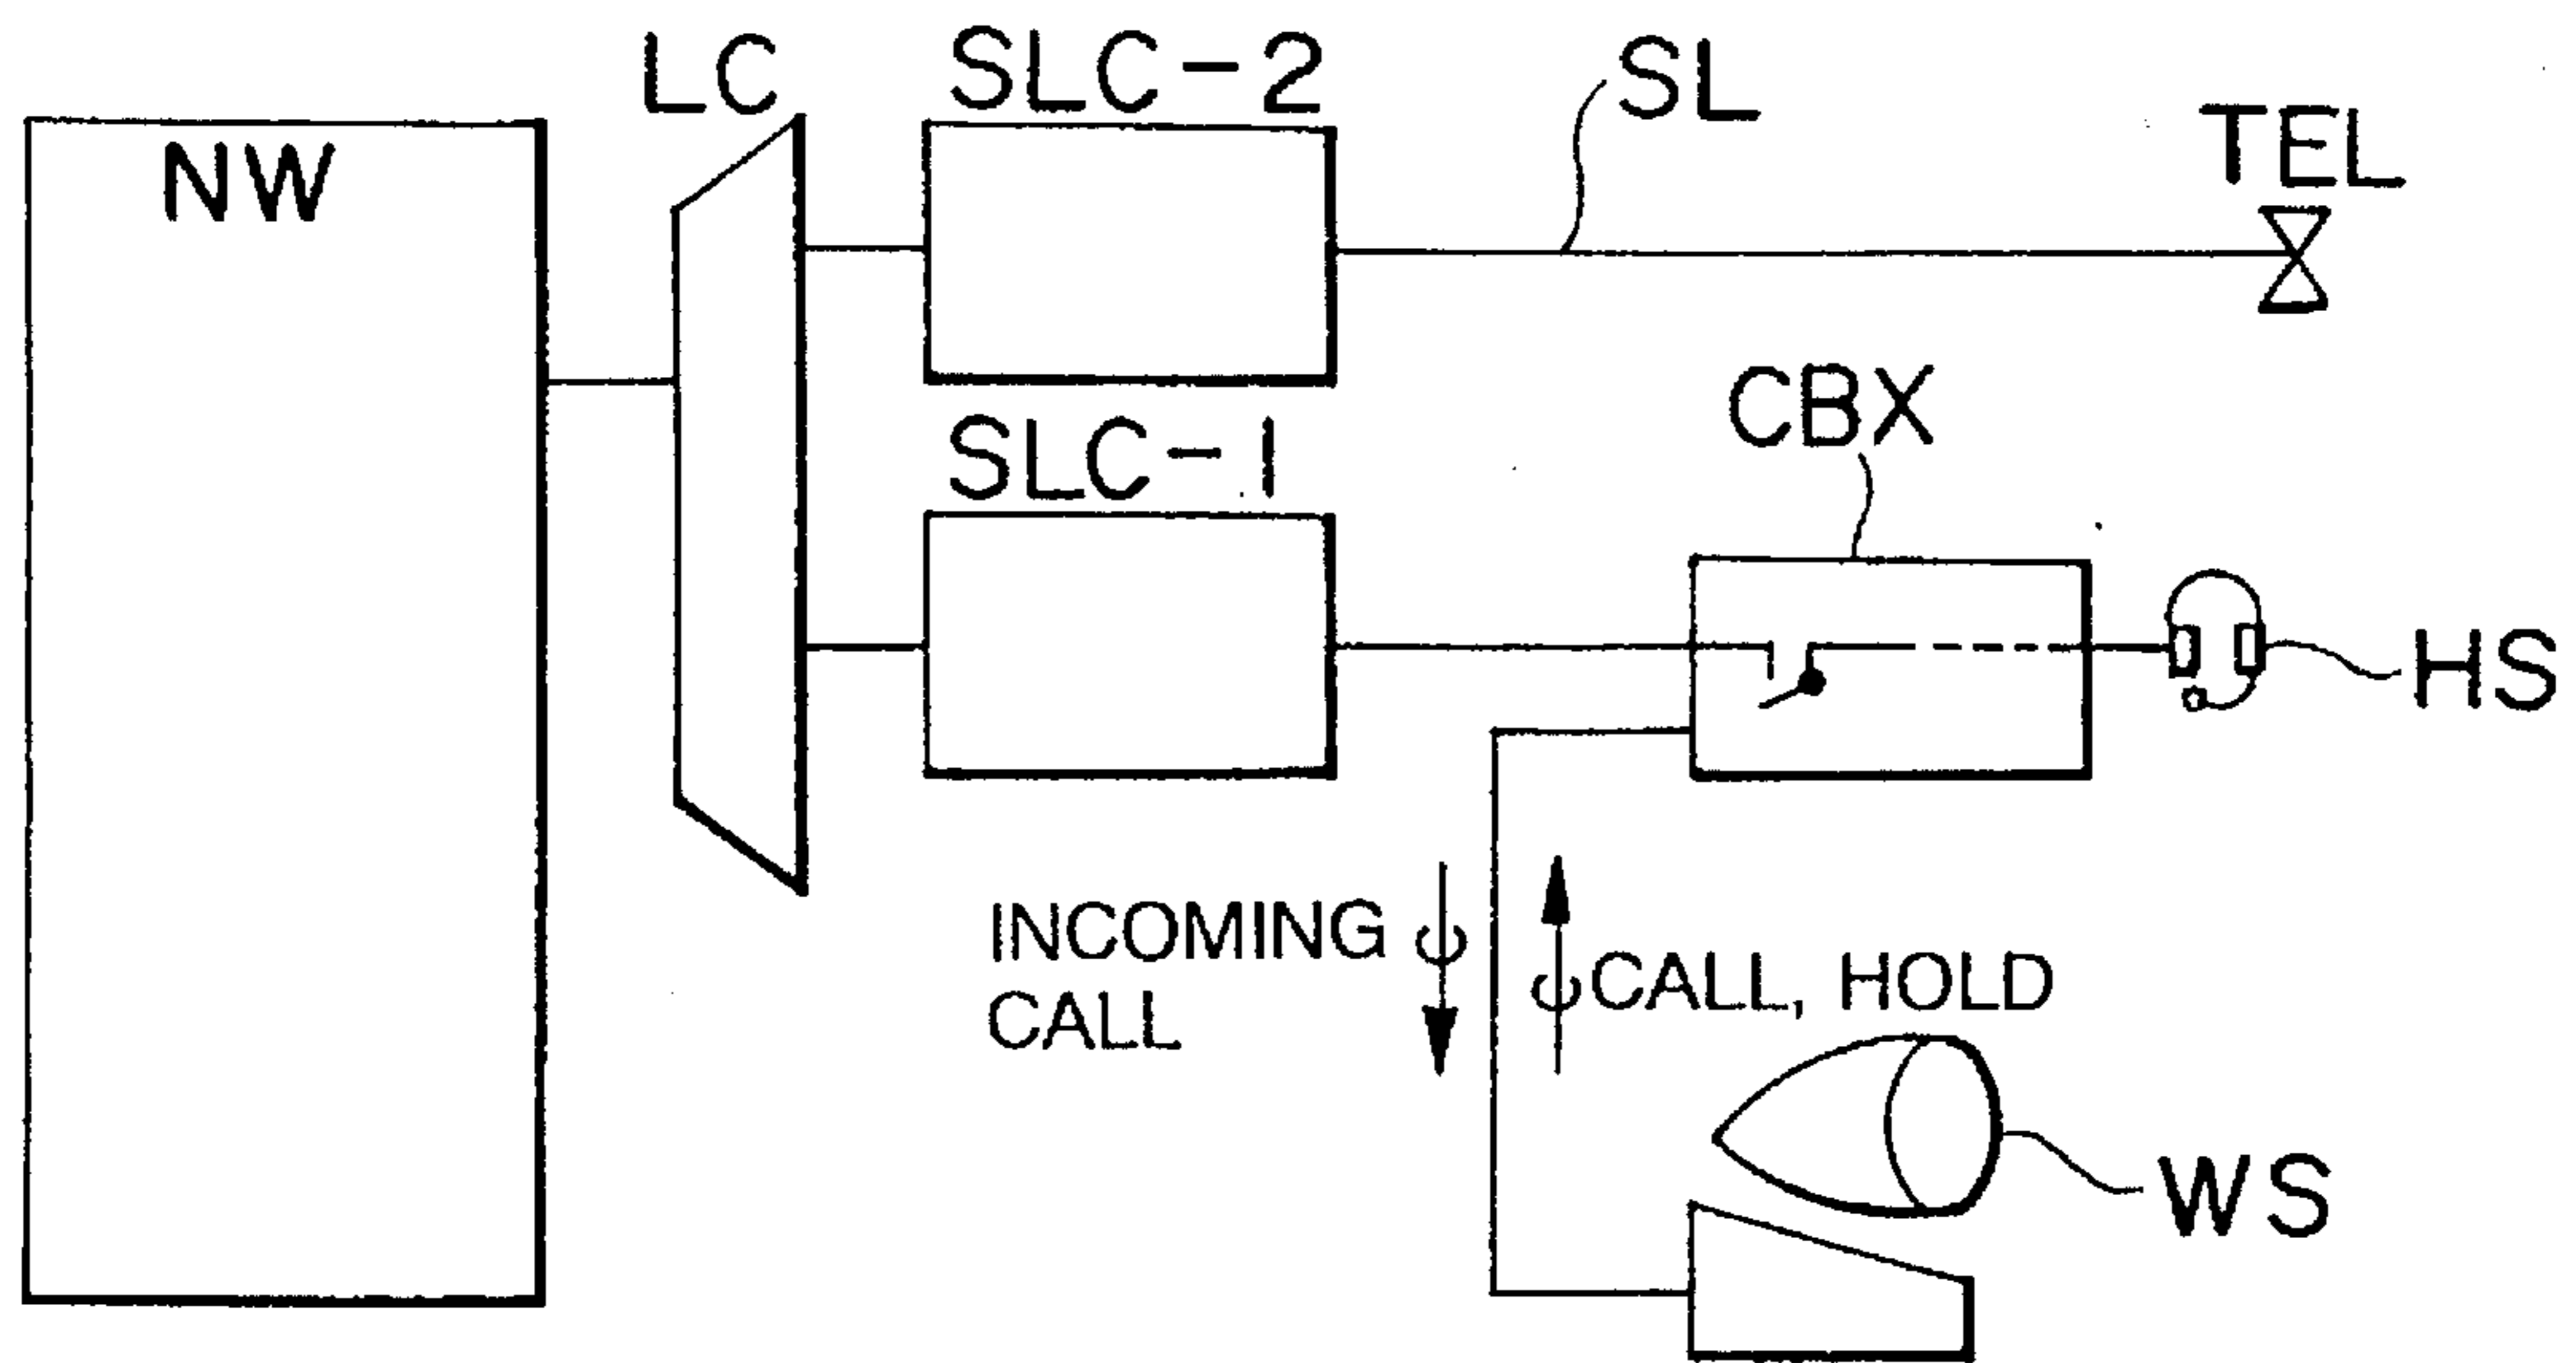 NW
LC
SLC-2
SL
TEL
SLC-1
CBX
HS
INCOMING
CALL
CALL, HOLD
WS